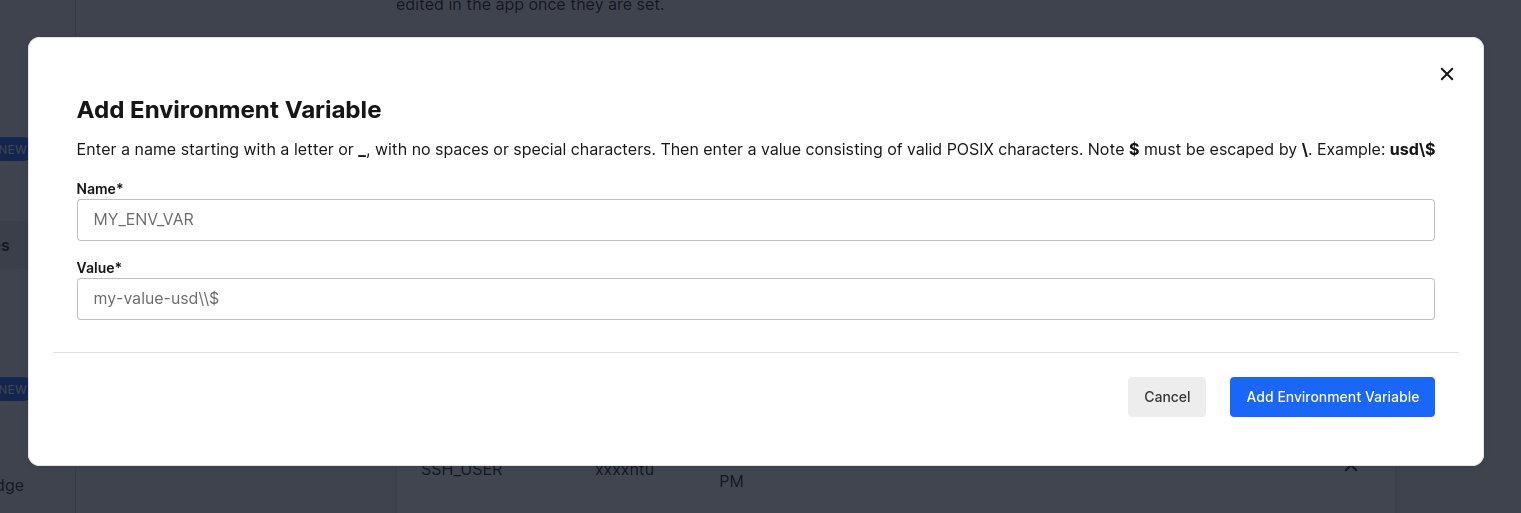 edited in the app once they are set.
Add Environment Variable
Enter a name starting with a letter or _, with no spaces or special characters. Then enter a value consisting of valid POSIX characters. Note $ must be escaped by \. Example: usd\$
NEW
Name*
MY_ENV_VAR
s
Value*
my-value-usd\\$
NEW
Cancel
Add Environment Variable
SSH_USER
xxxxntu
PM
dge